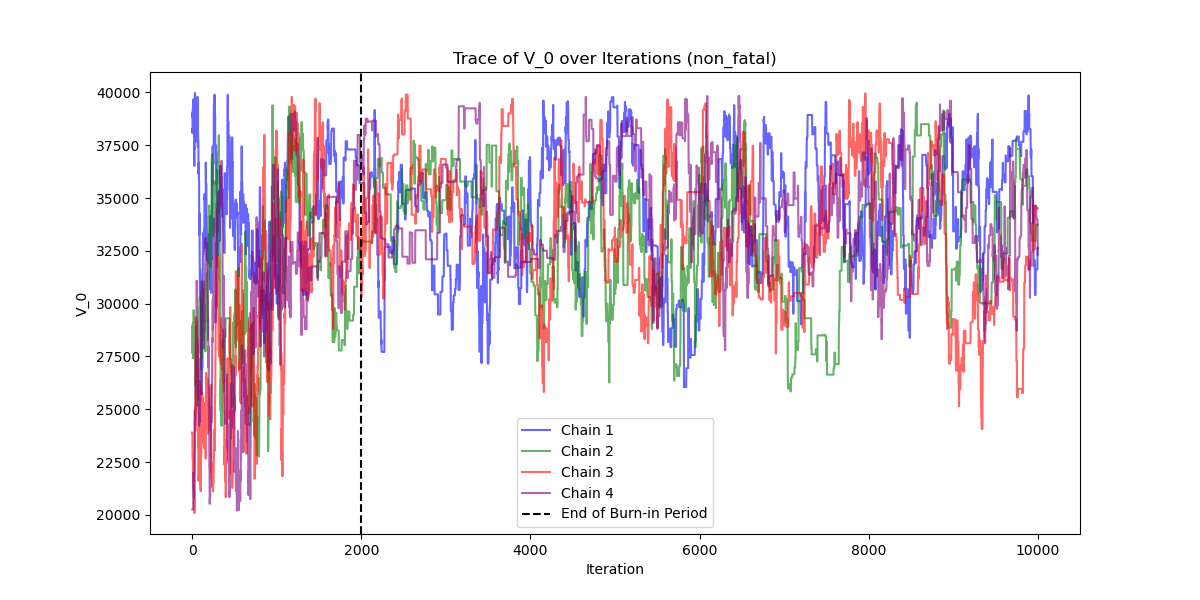 Trace of V_0 over Iterations (non_fatal)
40000
37500
35000
32500
30000
27500
25000
22500
20000
V_0
Chain 1
Chain 2
Chain 3
Chain 4
End of Burn-in Period
0 2000 4000 6000 8000 10000
Iteration